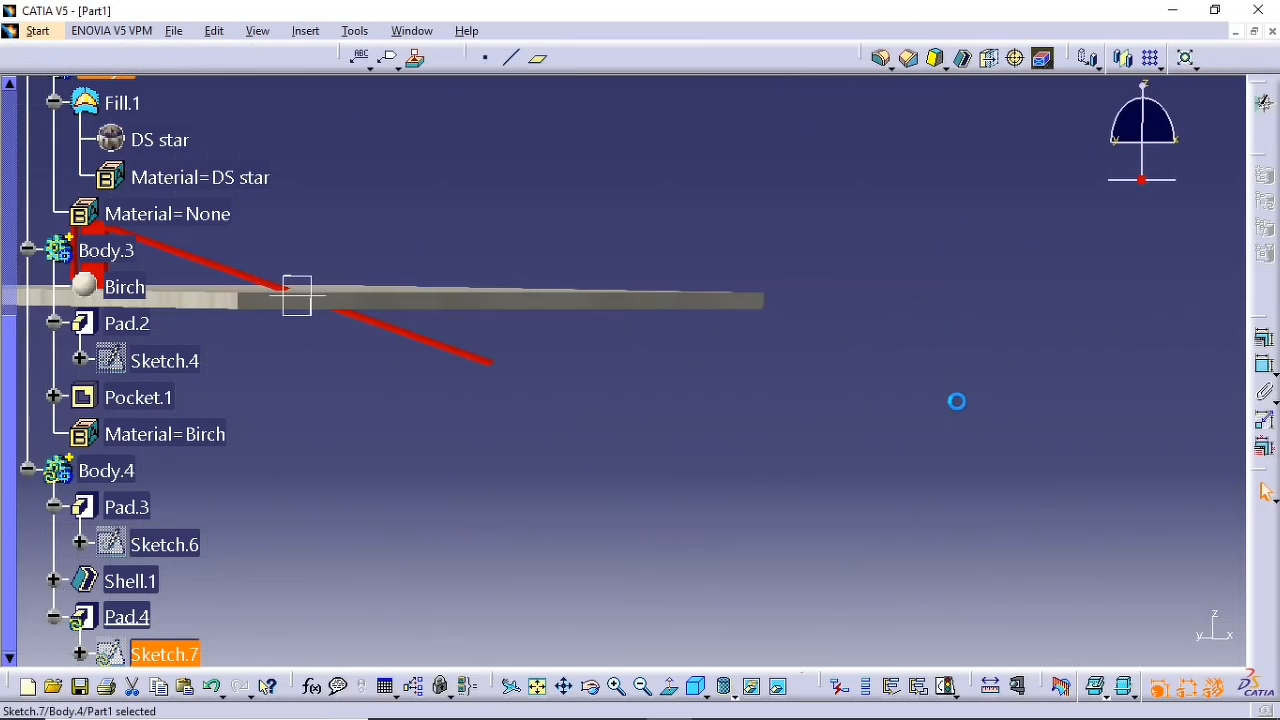 CATIA V5 - [Part1]
Start
ENOVIA V5 VPM
File
Edit
View
Insert
Tools
Window
Help
ABC
z
y
x
Fill.1
DS star
Material=DS star
Material=None
Body.3
Birch
Pad.2
Sketch.4
Pocket.1
Material=Birch
Body.4
Pad.3
Sketch.6
Shell.1
Pad.4
Sketch.7
z
y
x
f(x)
CATIA
Sketch.7/Body.4/Part1 selected